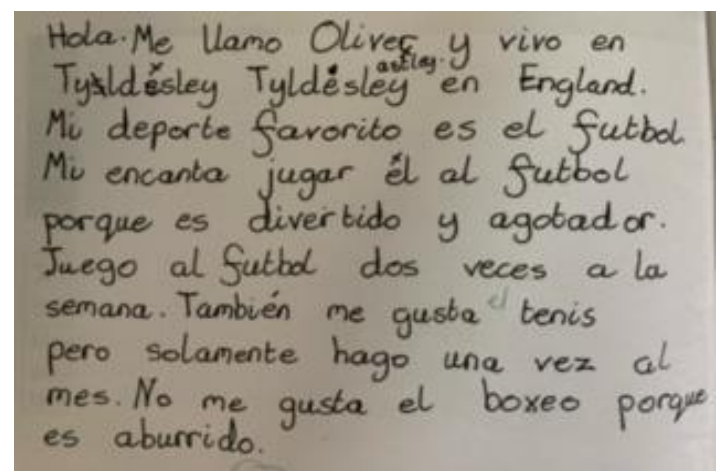 Hola. Me llamo Oliver y vivo en
Tyldesley Tyldesley astley. en England.
Mi deporte favorito es el futbol.
Mi encanta jugar él al futbol
porque es divertido y agotador.
Juego al futbol dos veces a la
semana. También me gusta el tenis
pero solamente hago una vez al
mes. No me gusta el boxeo porque
es aburrido.